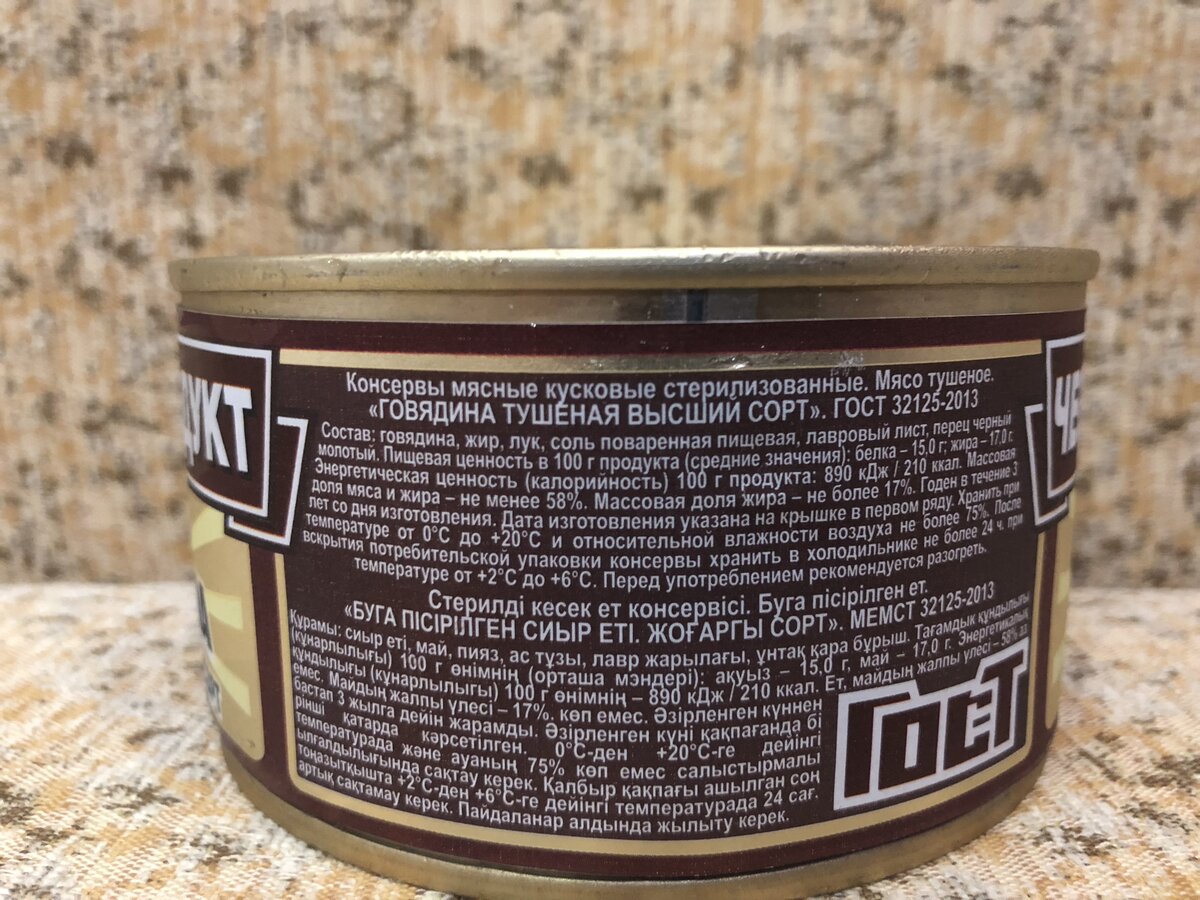 ДУКТ
ЧЕ
Консервы мясные кусковые стерилизованные. Мясо тушеное.
«ГОВЯДИНА ТУШЁНАЯ ВЫСШИЙ СОРТ». ГОСТ 32125-2013
Состав: говядина, жир, лук, соль поваренная пищевая, лавровый лист, перец черный
молотый. Пищевая ценность в 100 г продукта (средние значения): белка – 15,0 г; жира – 17,0 г.
Энергетическая ценность (калорийность) 100 г продукта: 890 кДж / 210 ккал. Массовая
доля мяса и жира – не менее 58%. Массовая доля жира – не более 17%. Годен в течение 3
лет со дня изготовления. Дата изготовления указана на крышке в первом ряду. Хранить при
температуре от 0°С до +20°С и относительной влажности воздуха не более 75%. После
вскрытия потребительской упаковки консервы хранить в холодильнике не более 24 ч. при
температуре от +2°С до +6°С. Перед употреблением рекомендуется разогреть.
Стерилді кесек ет консервісі. Буга пісірілген ет.
«БУГА ПІСІРІЛГЕН СИЫР ЕТІ. ЖОҒАРГЫ СОРТ». МЕМСТ 32125-2013
Құрамы: сиыр еті, май, пияз, ас тұзы, лавр жарылағы, ұнтақ қара бұрыш. Тағамдық құндылығы
(құнарлылығы) 100 г өнімнің (орташа мәндері): ақуыз – 15,0 г, май – 17,0 г. Энергетикалық
құндылығы (құнарлылыгы) 100 г өнімнің – 890 кДж / 210 ккал. Ет, майдың жалпы үлесі – 58% аз
емес. Майдың жалпы үлесі – 17%. көп емес. Әзірленген күннен
бастап 3 жылга дейін жарамды. Әзірленген күні қақпағанда бі
рінші қатарда көрсетілген. 0°С-ден +20°С-ге дейінгі
температурада және ауаның 75% көп емес салыстырмалы
ылғалдылығында сақтау керек. Қалбыр қақпағы ашылған соң
тоңазытқышта +2°С-ден +6°С-ге дейінгі температурада 24 сағ.
артық сақтамау керек. Пайдаланар алдында жылыту керек.
ГОСТ